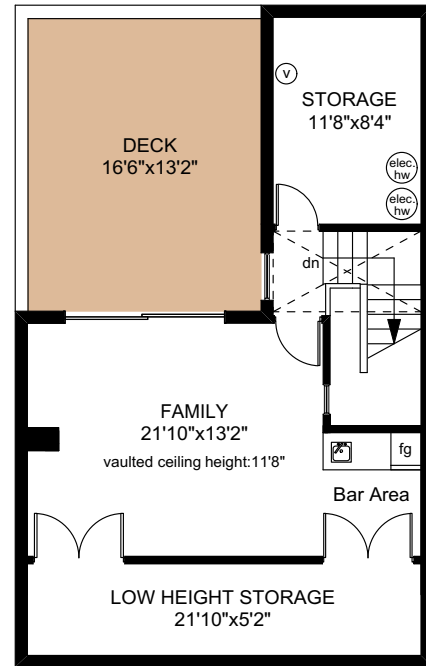 v
STORAGE
11'8"x8'4"
DECK
16'6"x13'2"
elec.
hw
elec.
hw
dn
FAMILY
21'10"x13'2"
vaulted ceiling height:11'8"
fg
Bar Area
LOW HEIGHT STORAGE
21'10"x5'2"